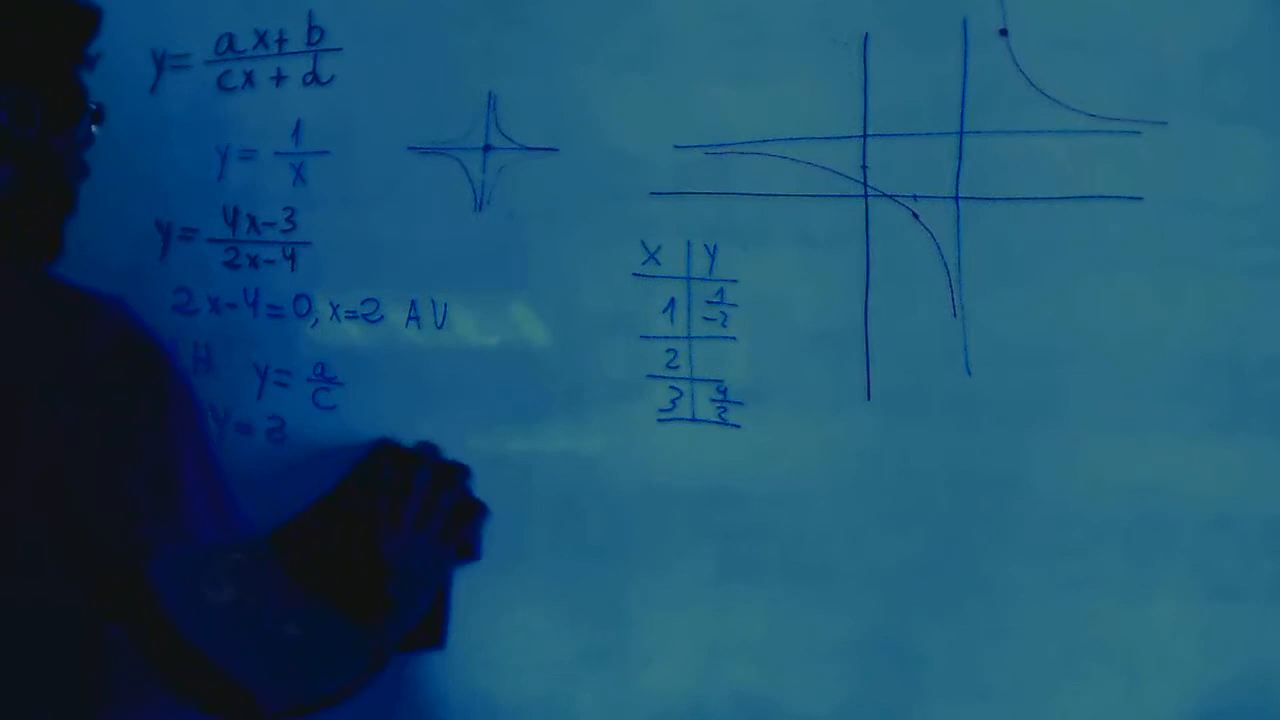 y = (ax + b)/(cx + d)
y = 1/x
y = (4x-3)/(2x-4)
2x-4=0, x=2 AV
H y = a/c
y = 2
X | Y
1 | 1/-2
2 |
3 | 9/2